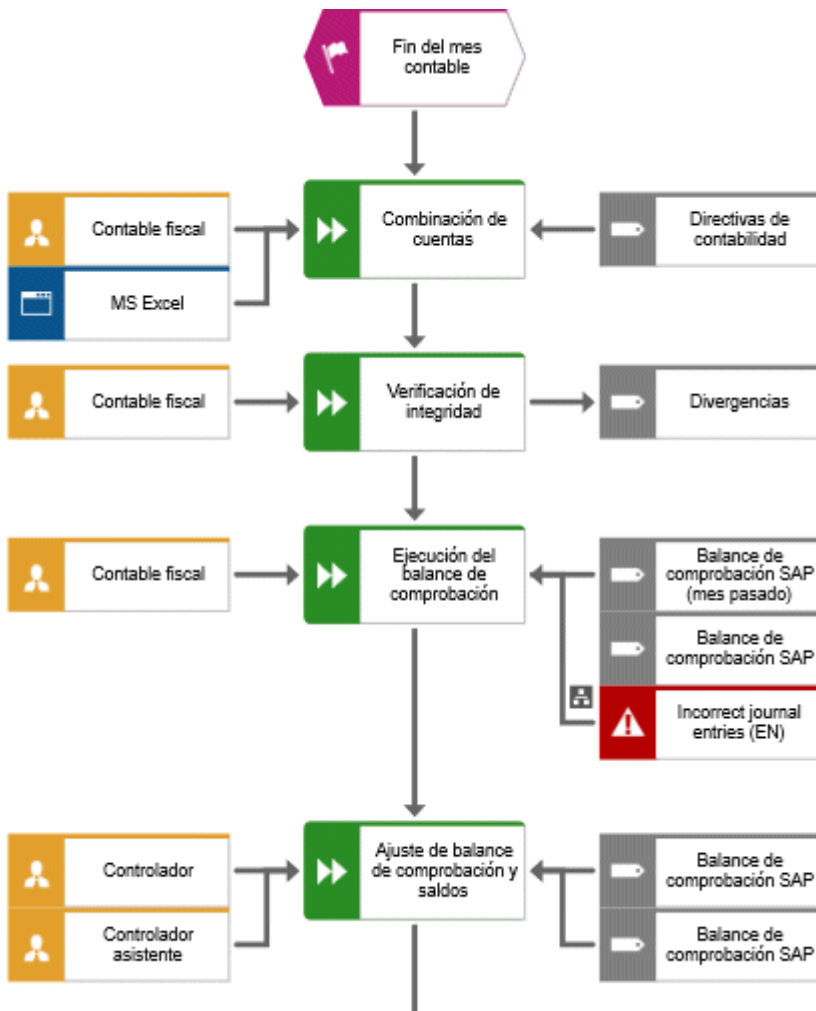 Fin del mes
contable
Contable fiscal
Combinación de
cuentas
Directivas de
contabilidad
MS Excel
Contable fiscal
Verificación de
integridad
Divergencias
Contable fiscal
Ejecución del
balance de
comprobación
Balance de
comprobación SAP
(mes pasado)
Balance de
comprobación SAP
Incorrect journal
entries (EN)
Controlador
Ajuste de balance
de comprobación y
saldos
Balance de
comprobación SAP
Controlador
asistente
Balance de
comprobación SAP